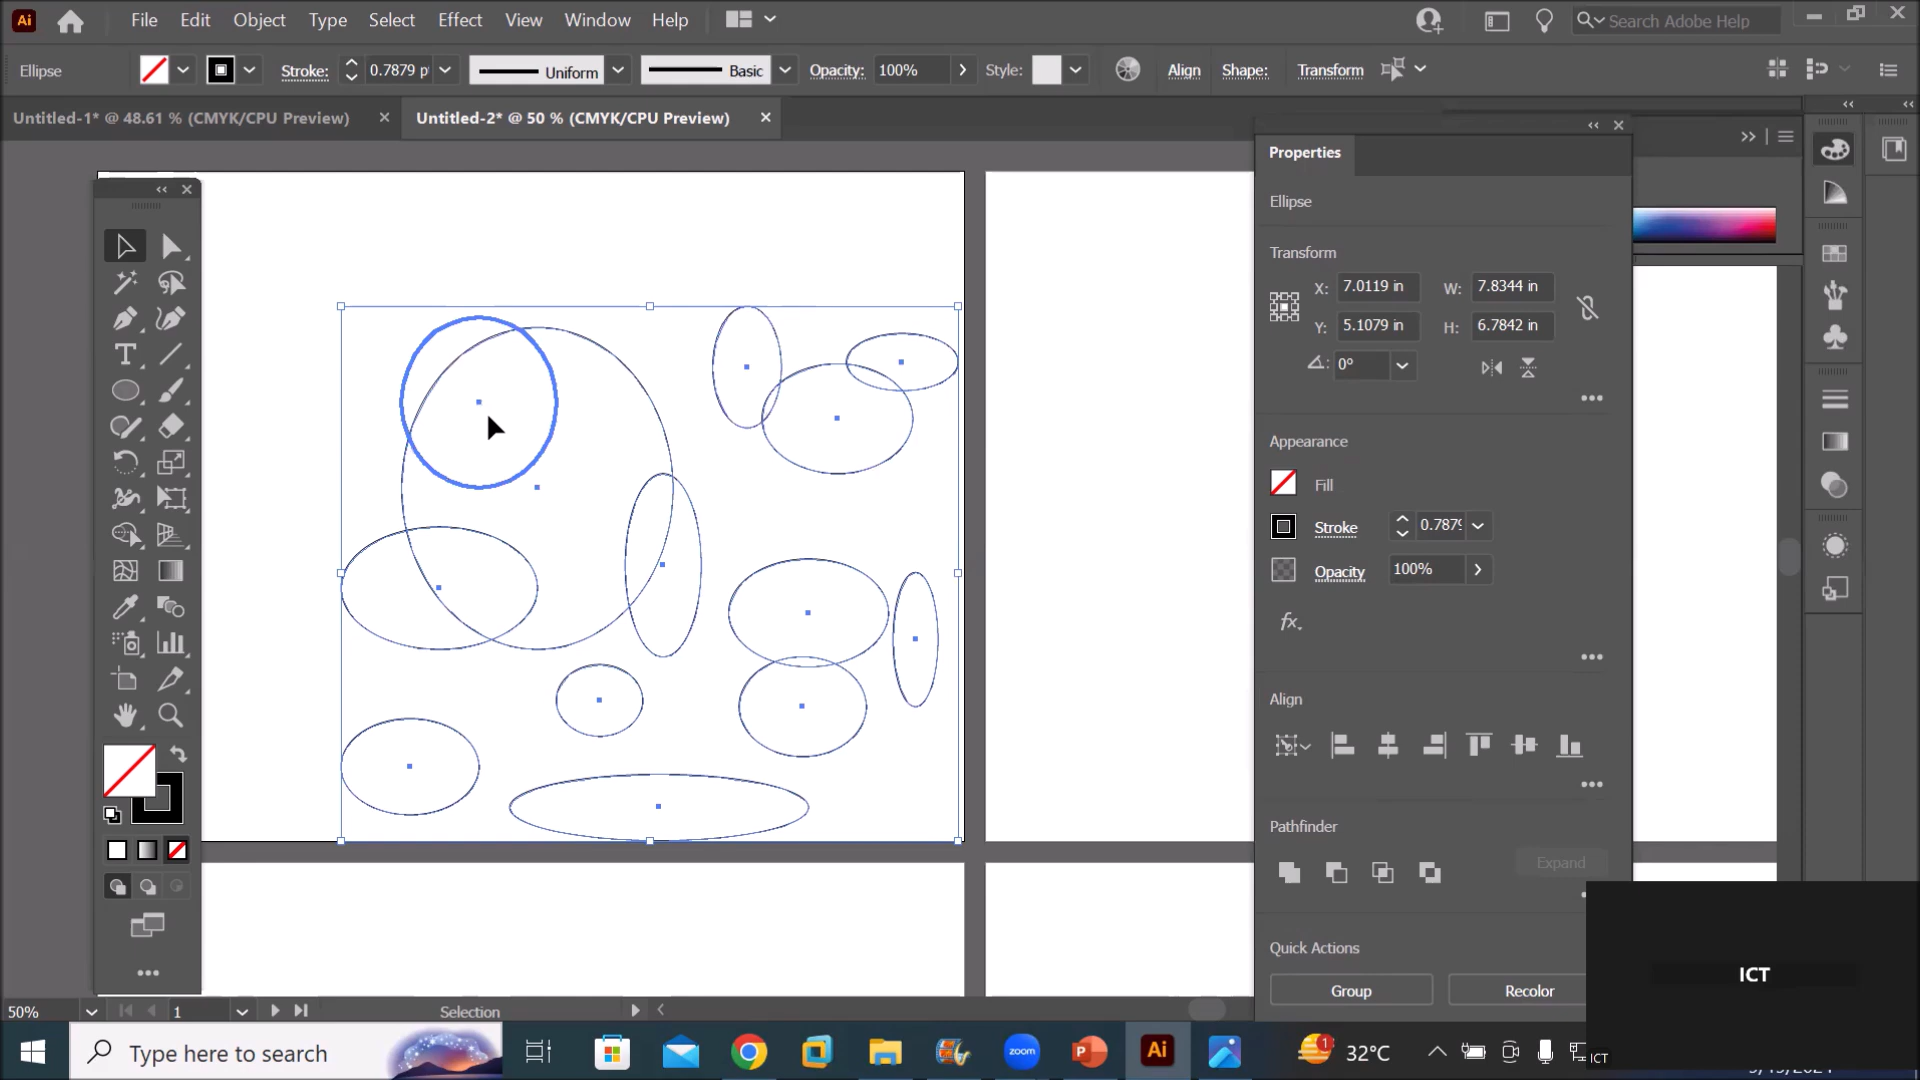 Ai File Edit Object Type Select Effect View Window Help Search Adobe Help
Ellipse Stroke: 0.7879 p Uniform Basic Opacity: 100% Style: Align Shape: Transform
Untitled-1* @ 48.61 % (CMYK/CPU Preview) × Untitled-2* @ 50 % (CMYK/CPU Preview) ×
Properties
Ellipse
Transform
X: 7.0119 in W: 7.8344 in
Y: 5.1079 in H: 6.7842 in
0°
Appearance
Fill
Stroke 0.7879
Opacity 100%
fx.
Align
Pathfinder
Expand
Quick Actions
Group Recolor
ICT
50% 1 Selection
Type here to search zoom P Ai 1 32°C ICT